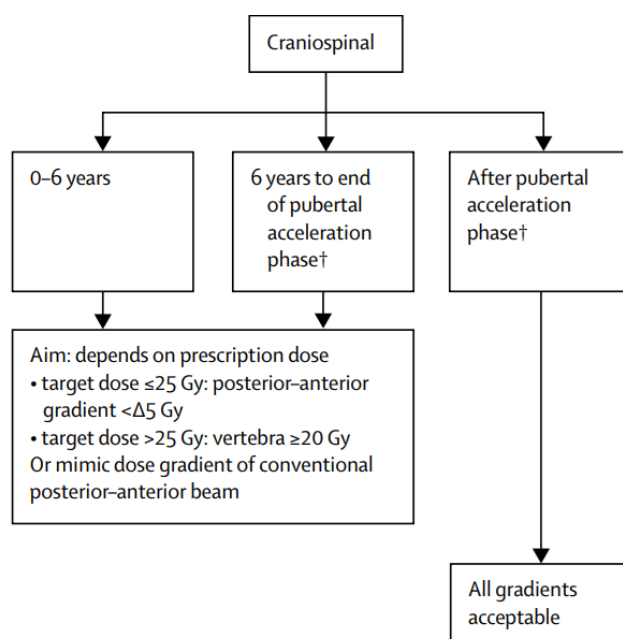 Craniospinal
0–6 years
6 years to end
of pubertal
acceleration
phase†
After pubertal
acceleration
phase†
Aim: depends on prescription dose
• target dose ≤25 Gy: posterior–anterior
gradient <Δ5 Gy
• target dose >25 Gy: vertebra ≥20 Gy
Or mimic dose gradient of conventional
posterior–anterior beam
All gradients
acceptable